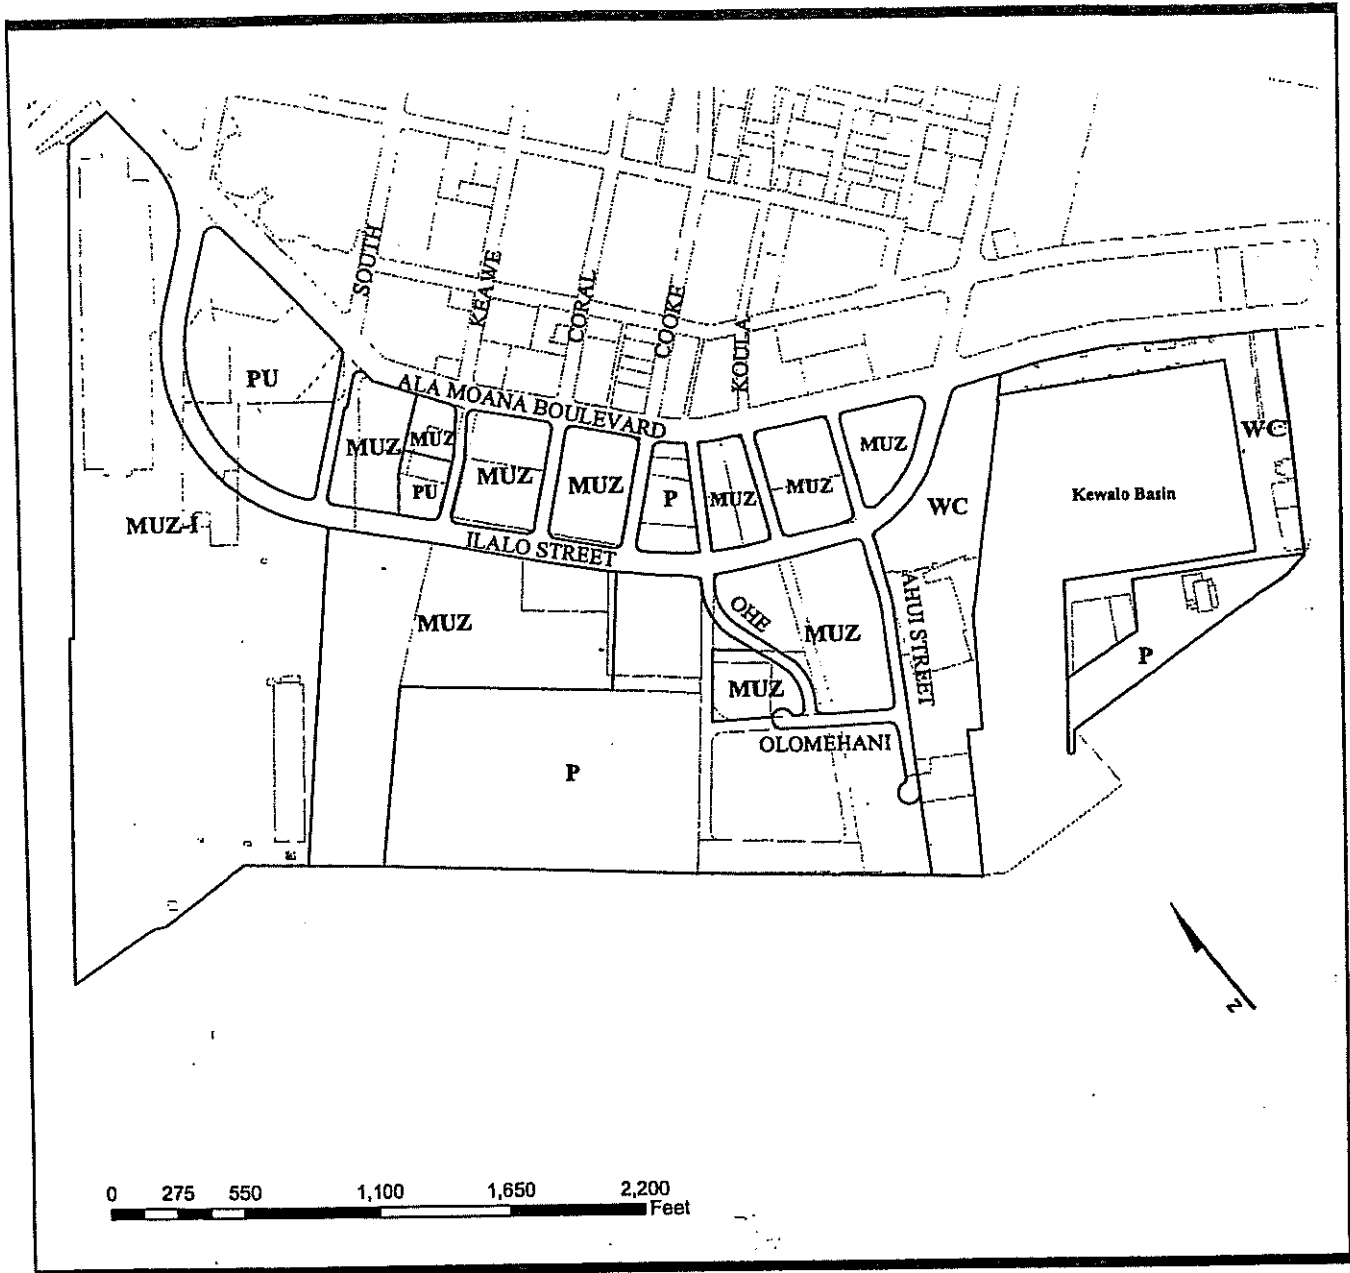 SOUTH
KEAWE
CORAL
COOKE
KOULA
PU
ALA MOANA BOULEVARD
MUZ
MUZ
PU
MUZ
MUZ
P
MUZ
MUZ
MUZ
WC
WC
Kewalo Basin
MUZ-I
ILALO STREET
MUZ
OHE
MUZ
AHUI STREET
MUZ
P
OLOMEHANI
P
N
0 275 550 1,100 1,650 2,200
Feet